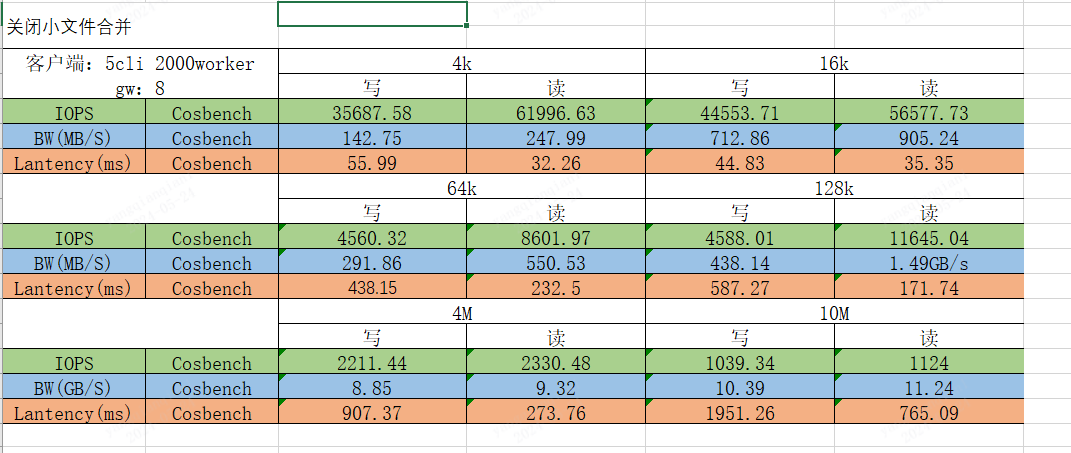 关闭小文件合并
客户端: 5cli 2000worker 4k 16k
gw: 8 写 读 写 读
IOPS Cosbench 35687.58 61996.63 44553.71 56577.73
BW(MB/S) Cosbench 142.75 247.99 712.86 905.24
Lantency(ms) Cosbench 55.99 32.26 44.83 35.35
64k 128k
写 读 写 读
IOPS Cosbench 4560.32 8601.97 4588.01 11645.04
BW(MB/S) Cosbench 291.86 550.53 438.14 1.49GB/s
Lantency(ms) Cosbench 438.15 232.5 587.27 171.74
4M 10M
写 读 写 读
IOPS Cosbench 2211.44 2330.48 1039.34 1124
BW(GB/S) Cosbench 8.85 9.32 10.39 11.24
Lantency(ms) Cosbench 907.37 273.76 1951.26 765.09